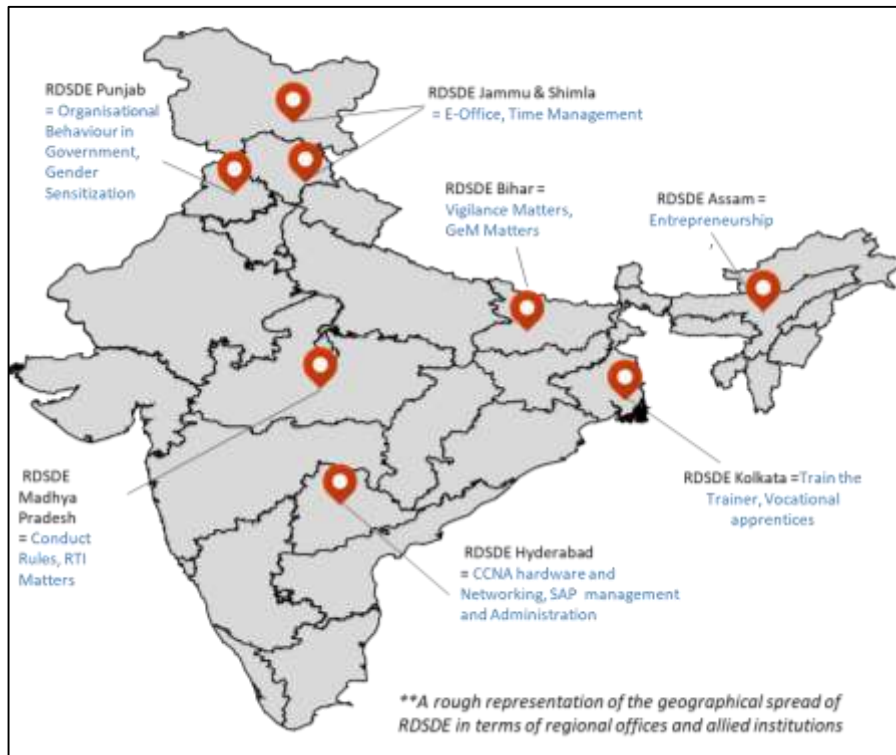 RDSDE Punjab
= Organisational
Behaviour in
Government,
Gender
Sensitization
RDSDE Jammu & Shimla
= E-Office, Time Management
RDSDE Bihar =
Vigilance Matters,
GeM Matters
RDSDE Assam =
Entrepreneurship
,
RDSDE
Madhya
Pradesh
= Conduct
Rules, RTI
Matters
RDSDE Kolkata =Train the
Trainer, Vocational
apprentices
RDSDE Hyderabad
= CCNA hardware and
Networking, SAP management
and Administration
**A rough representation of the geographical spread of
RDSDE in terms of regional offices and allied institutions